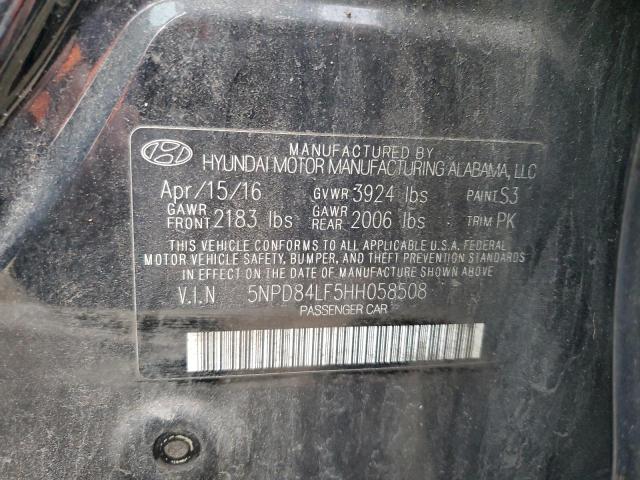 MANUFACTURED BY
HYUNDAI MOTOR MANUFACTURING ALABAMA, LLC
Apr/15/16 GVWR 3924 lbs PAINT S3
GAWR FRONT 2183 lbs GAWR REAR 2006 lbs TRIM PK
THIS VEHICLE CONFORMS TO ALL APPLICABLE U.S.A. FEDERAL
MOTOR VEHICLE SAFETY, BUMPER, AND THEFT PREVENTION STANDARDS
IN EFFECT ON THE DATE OF MANUFACTURE SHOWN ABOVE.
V.I.N 5NPD84LF5HH058508
PASSENGER CAR